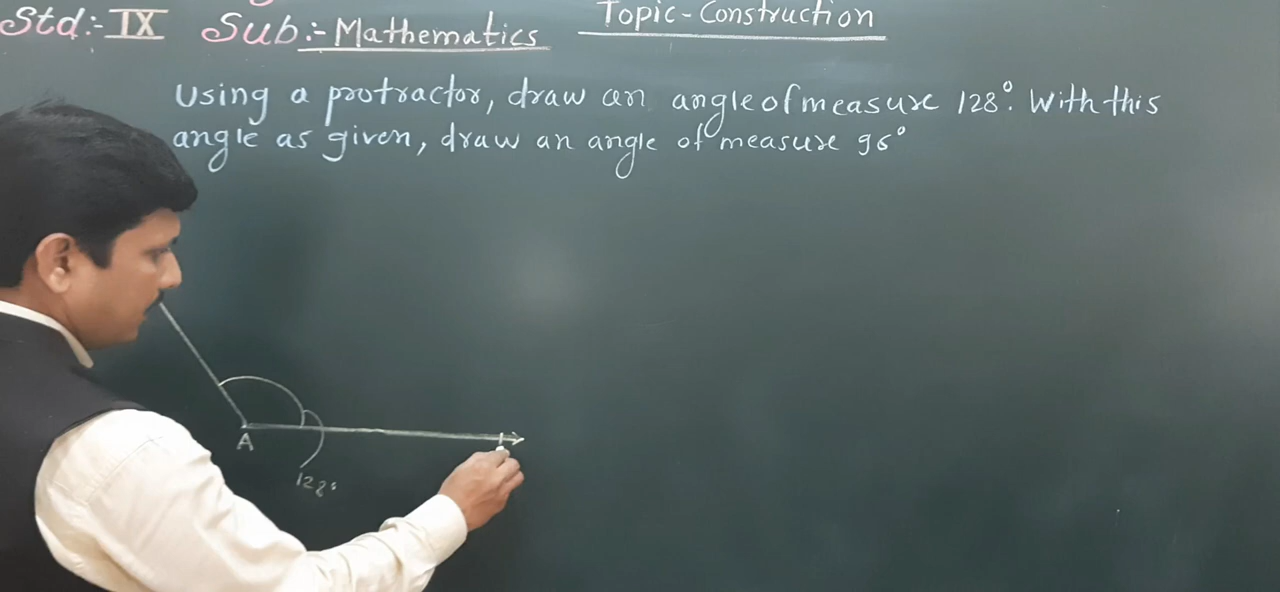 Std:- IX Sub:- Mathematics Topic - Construction
Using a protractor, draw an angle of measure 128°. With this
angle as given, draw an angle of measure 96°
A
128°